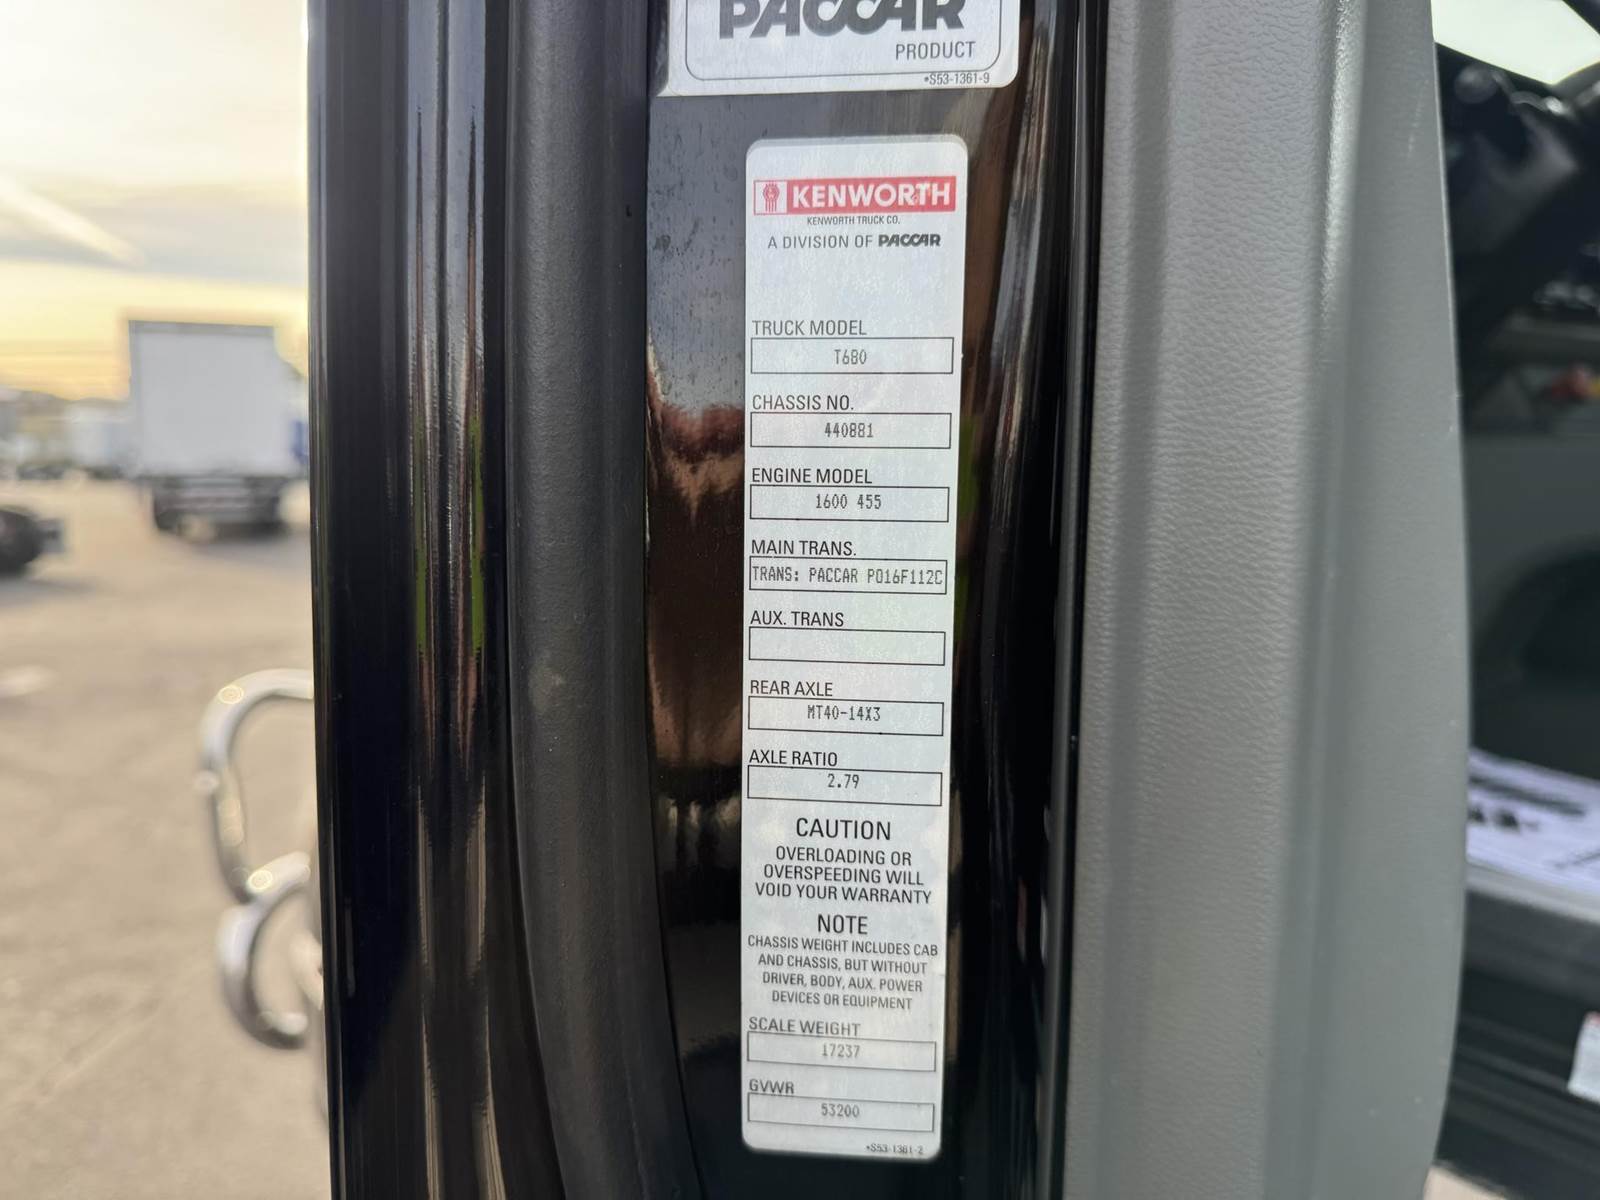 PACCAR
PRODUCT
*S53-1361-9
KENWORTH
KENWORTH TRUCK CO.
A DIVISION OF PACCAR
TRUCK MODEL
T680
CHASSIS NO.
440881
ENGINE MODEL
1600 455
MAIN TRANS.
TRANS: PACCAR PO16F112C
AUX. TRANS
REAR AXLE
MT40-14X3
AXLE RATIO
2.79
CAUTION
OVERLOADING OR
OVERSPEEDING WILL
VOID YOUR WARRANTY
NOTE
CHASSIS WEIGHT INCLUDES CAB
AND CHASSIS, BUT WITHOUT
DRIVER, BODY, AUX. POWER
DEVICES OR EQUIPMENT
SCALE WEIGHT
17237
GVWR
53200
*S53-1361-2